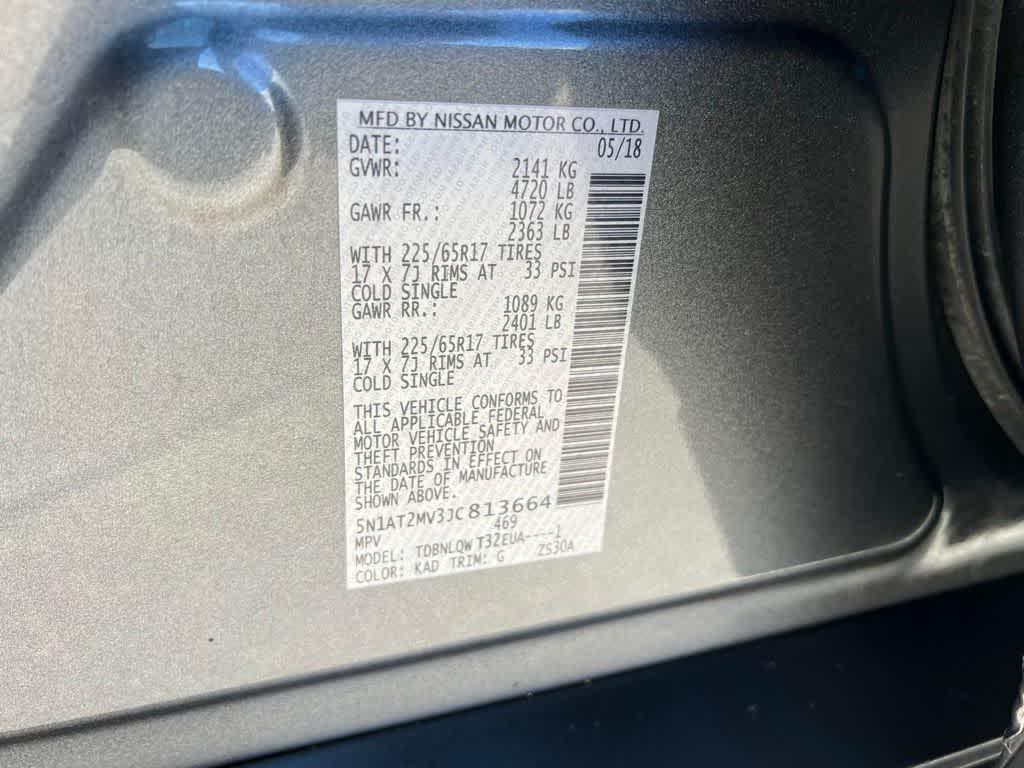 MFD BY NISSAN MOTOR CO., LTD.
DATE: 05/18
GVWR: 2141 KG
4720 LB
GAWR FR.: 1072 KG
2363 LB
WITH 225/65R17 TIRES
17 X 7J RIMS AT 33 PSI
COLD SINGLE
GAWR RR.: 1089 KG
2401 LB
WITH 225/65R17 TIRES
17 X 7J RIMS AT 33 PSI
COLD SINGLE
THIS VEHICLE CONFORMS TO
ALL APPLICABLE FEDERAL
MOTOR VEHICLE SAFETY AND
THEFT PREVENTION
STANDARDS IN EFFECT ON
THE DATE OF MANUFACTURE
SHOWN ABOVE.
5N1AT2MV3JC813664
MPV 469
MODEL: TDBNLQW T32EUA----1
COLOR: KAD TRIM: G ZS30A